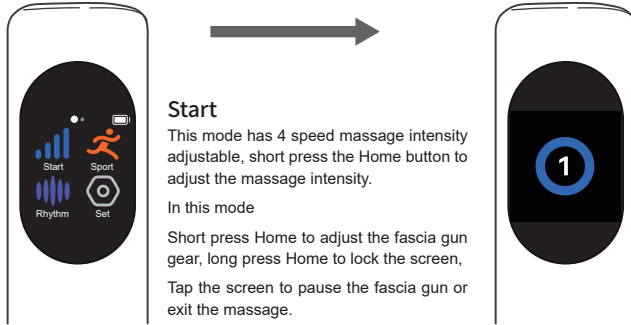 Start
Sport
Rhythm
Set
Start
This mode has 4 speed massage intensity
adjustable, short press the Home button to
adjust the massage intensity.
In this mode
Short press Home to adjust the fascia gun
gear, long press Home to lock the screen,
Tap the screen to pause the fascia gun or
exit the massage.
1